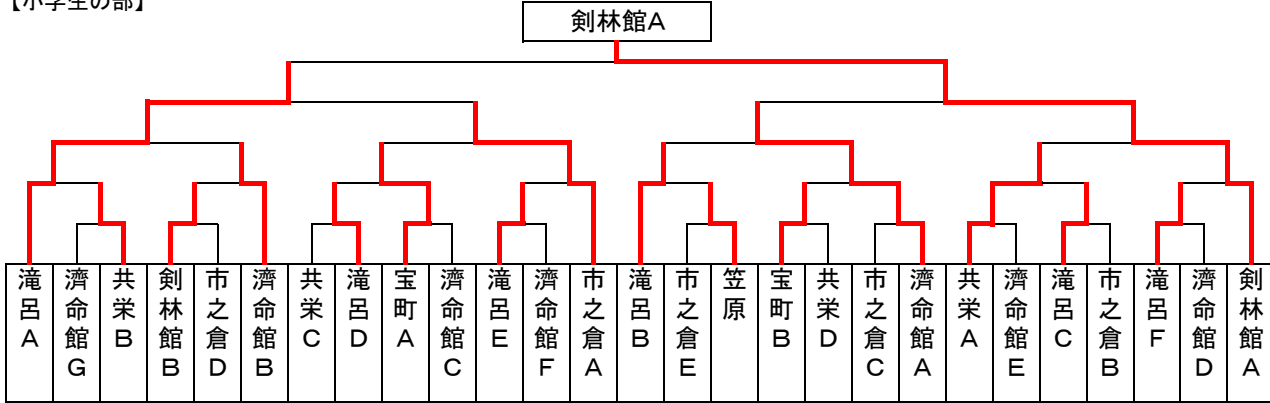 【小学生の部】
剣林館A
滝呂A
濟命館G
共栄B
剣林館B
市之倉D
濟命館B
共栄C
滝呂D
宝町A
濟命館C
滝呂E
濟命館F
市之倉A
滝呂B
市之倉E
笠原
宝町B
共栄D
市之倉C
濟命館A
共栄A
濟命館E
滝呂C
市之倉B
滝呂F
濟命館D
剣林館A